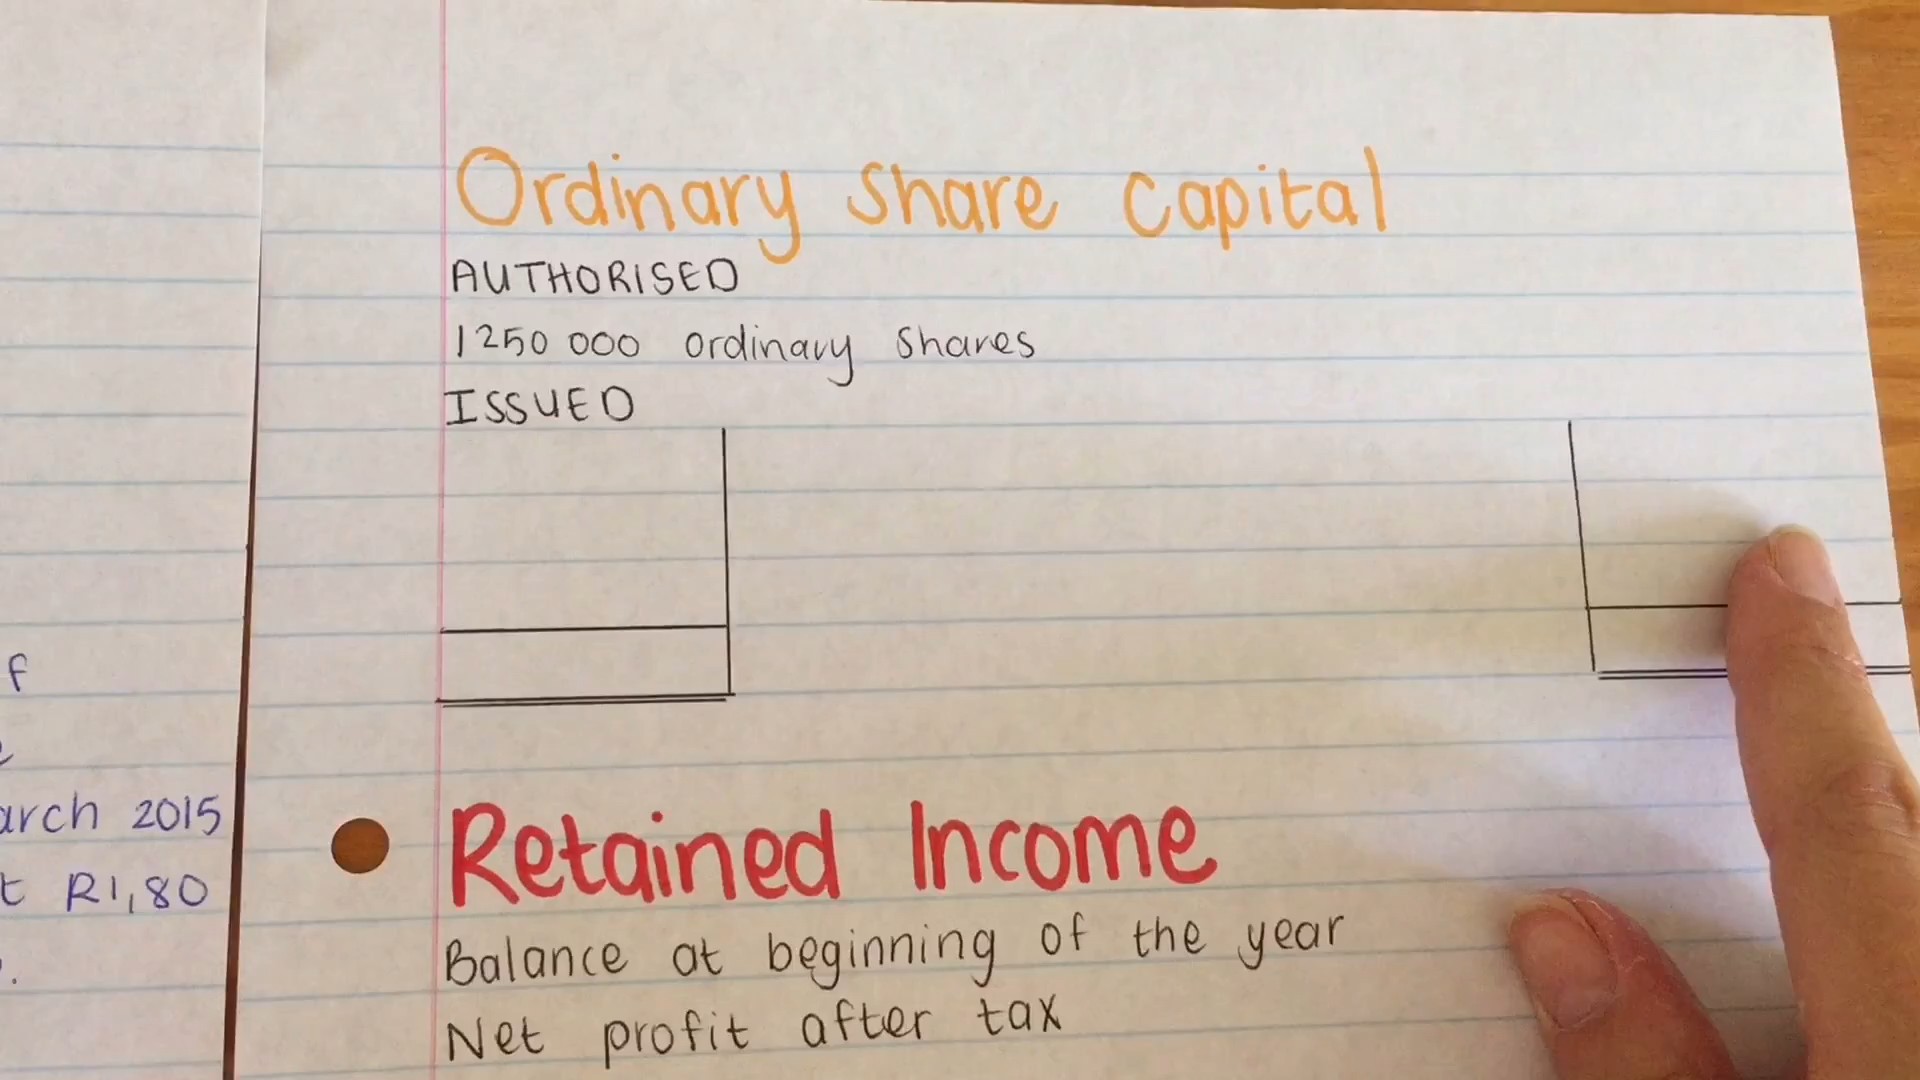 f
arch 2015
t R1,80
Ordinary Share Capital
AUTHORISED
1250 000 ordinary shares
ISSUED
Retained Income
Balance at beginning of the year
Net profit after tax